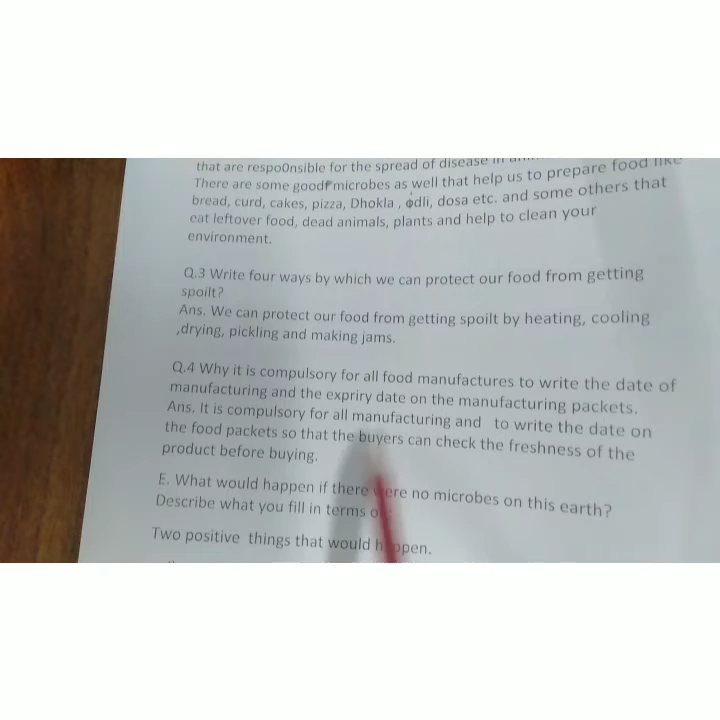 that are respo0nsible for the spread of disease in
There are some goodf microbes as well that help us to prepare food like
bread, curd, cakes, pizza, Dhokla , idli, dosa etc. and some others that
eat leftover food, dead animals, plants and help to clean your
environment.
Q.3 Write four ways by which we can protect our food from getting
spoilt?
Ans. We can protect our food from getting spoilt by heating, cooling
,drying, pickling and making jams.
Q.4 Why it is compulsory for all food manufactures to write the date of
manufacturing and the expriry date on the manufacturing packets.
Ans. It is compulsory for all manufacturing and to write the date on
the food packets so that the buyers can check the freshness of the
product before buying.
E. What would happen if there were no microbes on this earth?
Describe what you fill in terms
Two positive things that would happen.